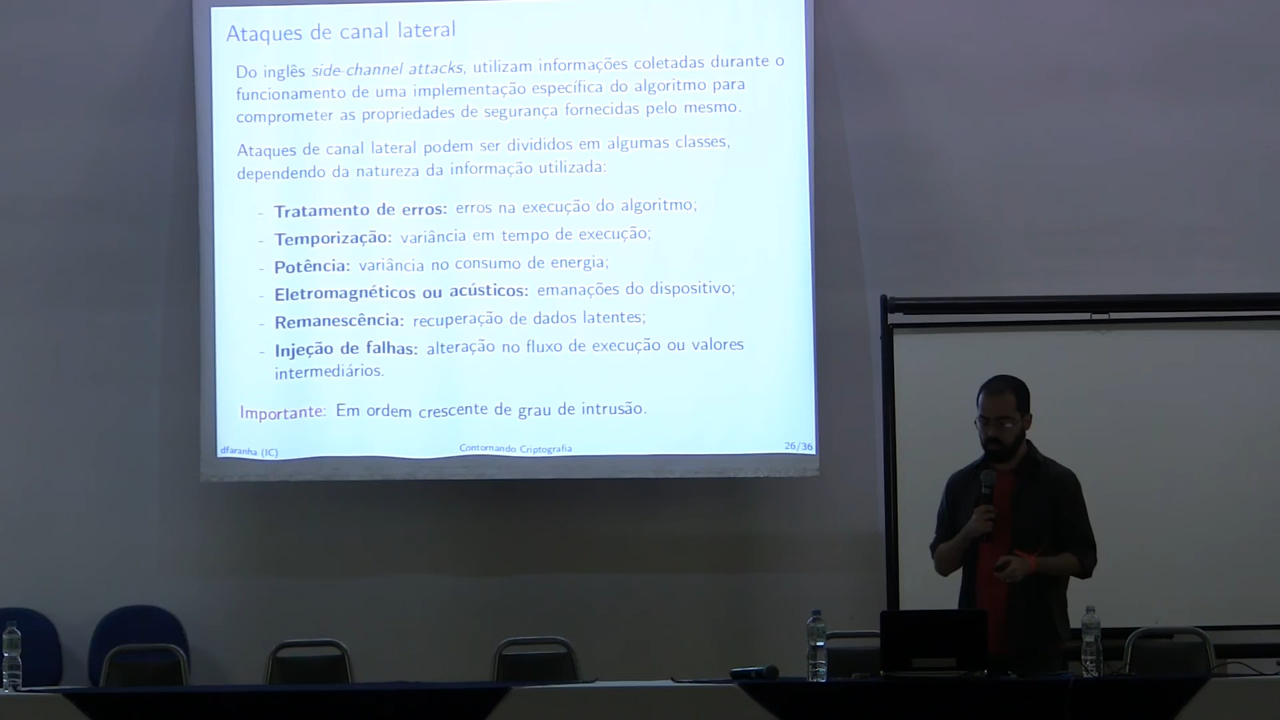 Ataques de canal lateral
Do inglês side-channel attacks, utilizam informações coletadas durante o
funcionamento de uma implementação específica do algoritmo para
comprometer as propriedades de segurança fornecidas pelo mesmo.
Ataques de canal lateral podem ser divididos em algumas classes,
dependendo da natureza da informação utilizada:
- Tratamento de erros: erros na execução do algoritmo;
- Temporização: variância em tempo de execução;
- Potência: variância no consumo de energia;
- Eletromagnéticos ou acústicos: emanações do dispositivo;
- Remanescência: recuperação de dados latentes;
- Injeção de falhas: alteração no fluxo de execução ou valores
intermediários.
Importante: Em ordem crescente de grau de intrusão.
dfaranha (IC) Contornando Criptografia 26/36